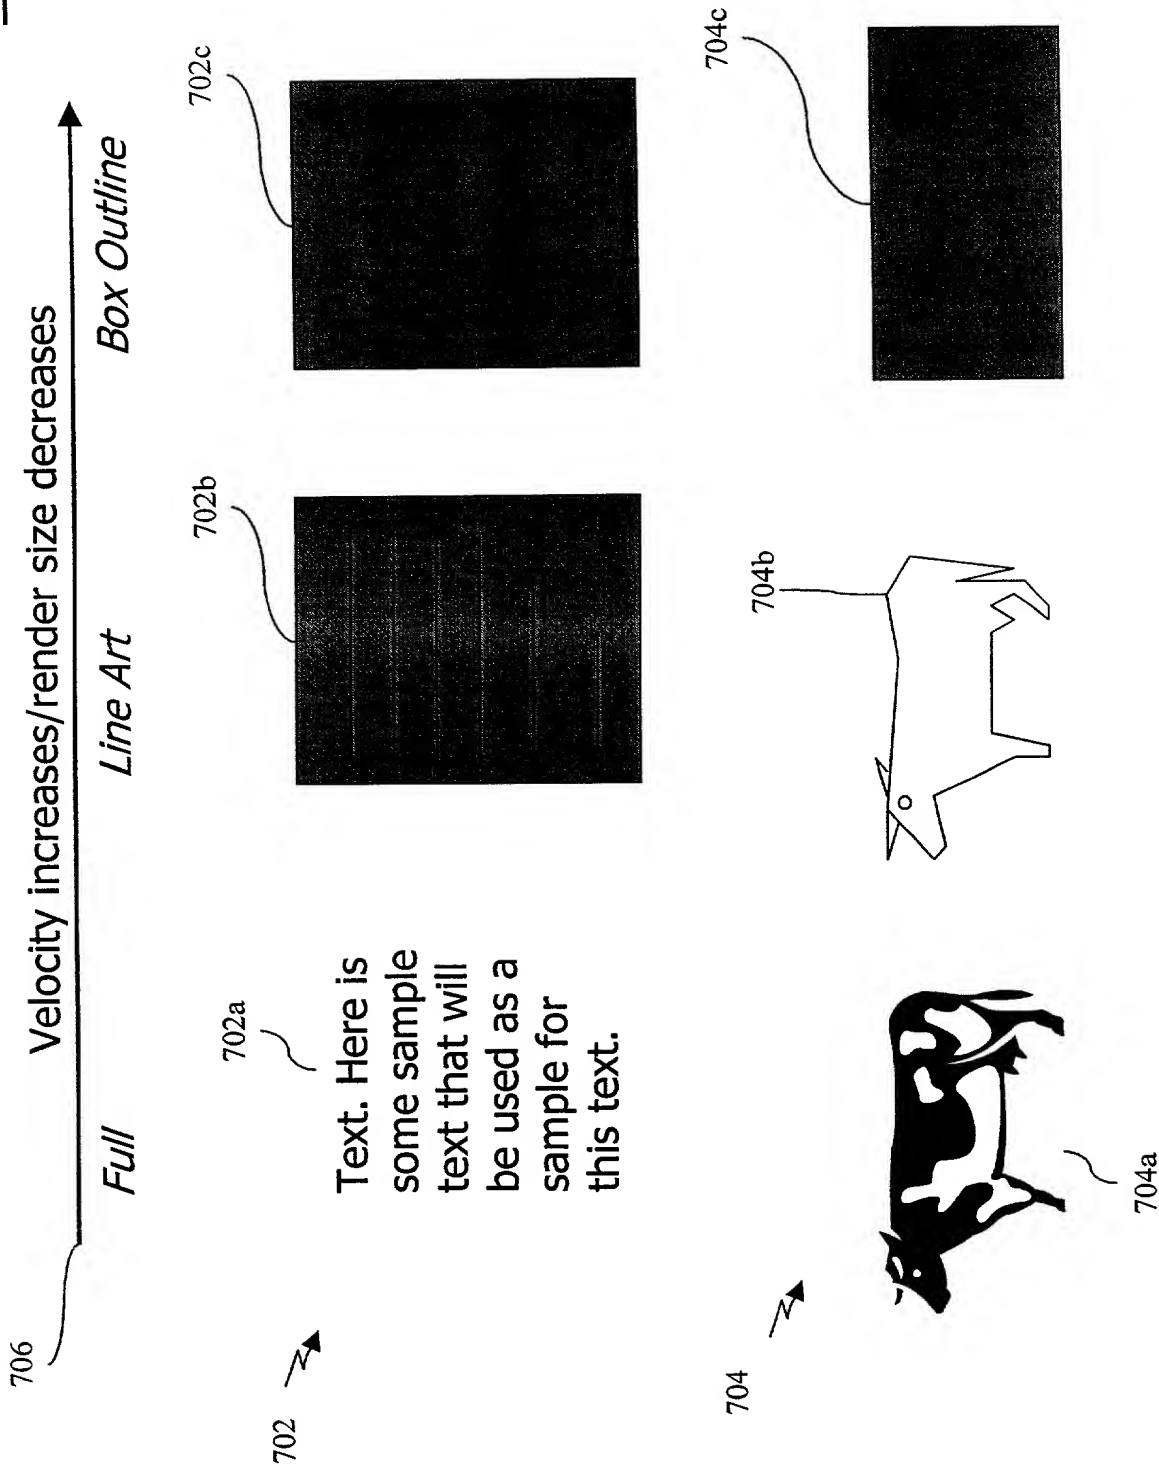 Velocity increases/render size decreases
706
Full
Line Art
Box Outline
702
702a
702b
702c
Text. Here is
some sample
text that will
be used as a
sample for
this text.
704
704a
704b
704c